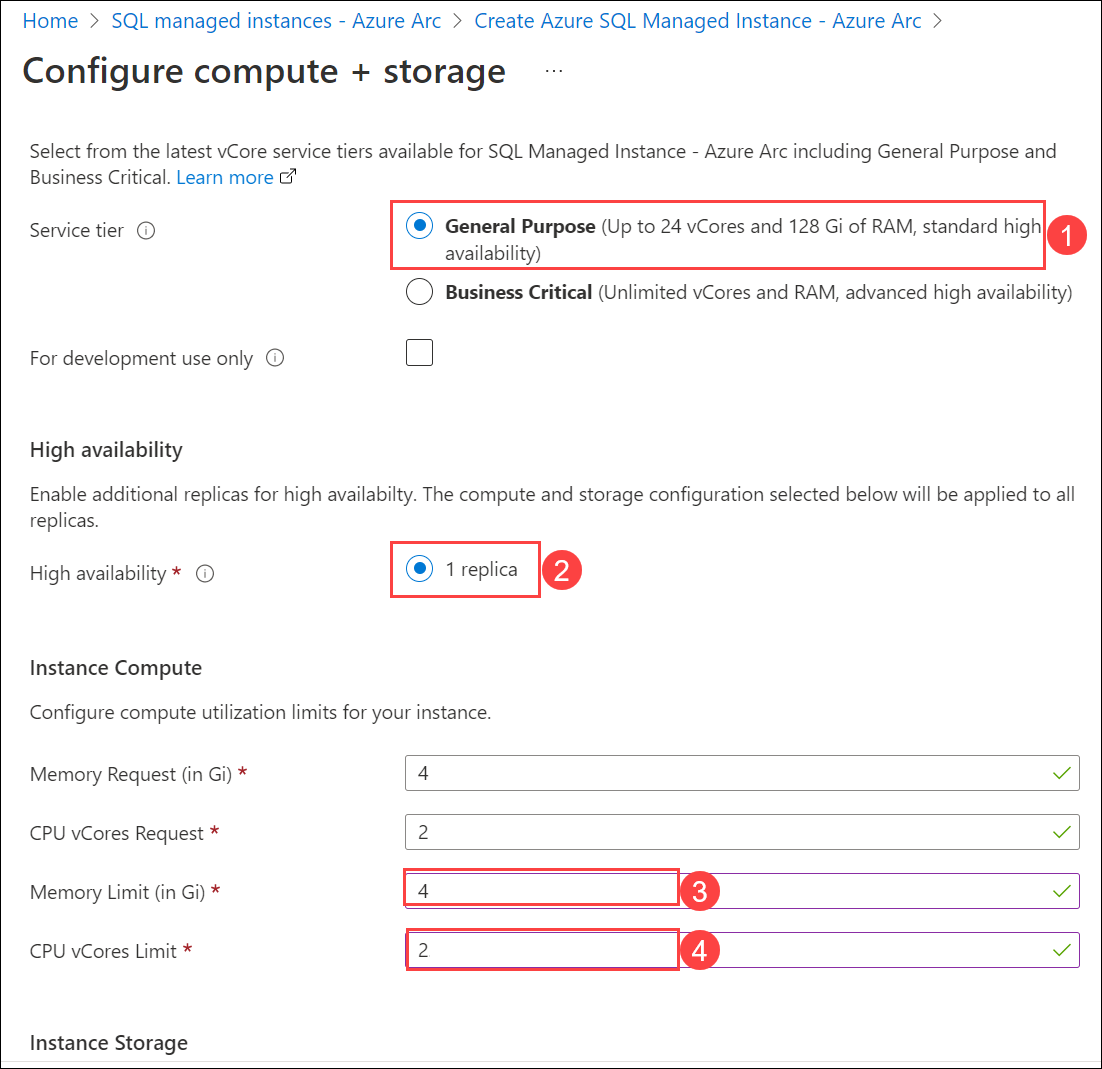 Home > SQL managed instances - Azure Arc > Create Azure SQL Managed Instance - Azure Arc >
Configure compute + storage ...
Select from the latest vCore service tiers available for SQL Managed Instance - Azure Arc including General Purpose and
Business Critical. Learn more
Service tier
General Purpose (Up to 24 vCores and 128 Gi of RAM, standard high
availability)
1
Business Critical (Unlimited vCores and RAM, advanced high availability)
For development use only
High availability
Enable additional replicas for high availabilty. The compute and storage configuration selected below will be applied to all
replicas.
High availability * 1 replica 2
Instance Compute
Configure compute utilization limits for your instance.
Memory Request (in Gi) * 4
CPU vCores Request * 2
Memory Limit (in Gi) * 4 3
CPU vCores Limit * 2 4
Instance Storage